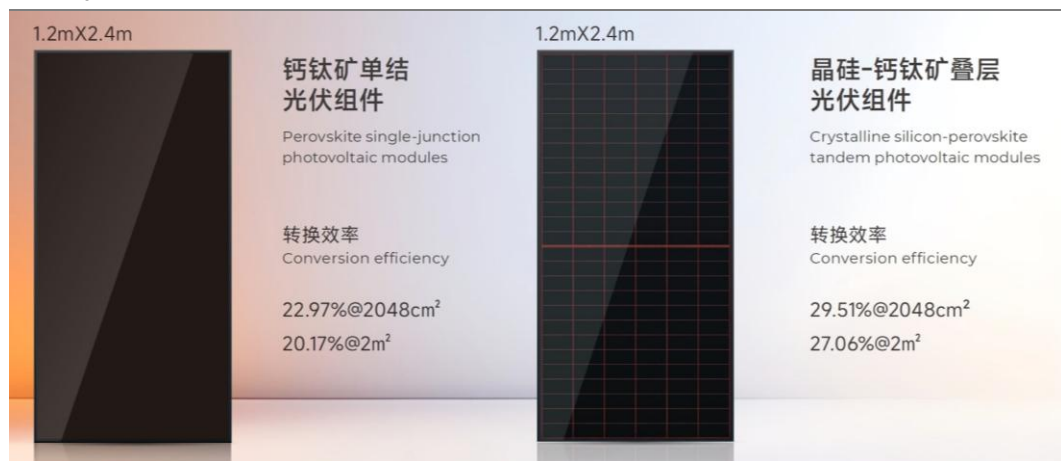 1.2mX2.4m
钙钛矿单结
光伏组件
Perovskite single-junction
photovoltaic modules
转换效率
Conversion efficiency
22.97%@2048cm²
20.17%@2m²
1.2mX2.4m
晶硅-钙钛矿叠层
光伏组件
Crystalline silicon-perovskite
tandem photovoltaic modules
转换效率
Conversion efficiency
29.51%@2048cm²
27.06%@2m²